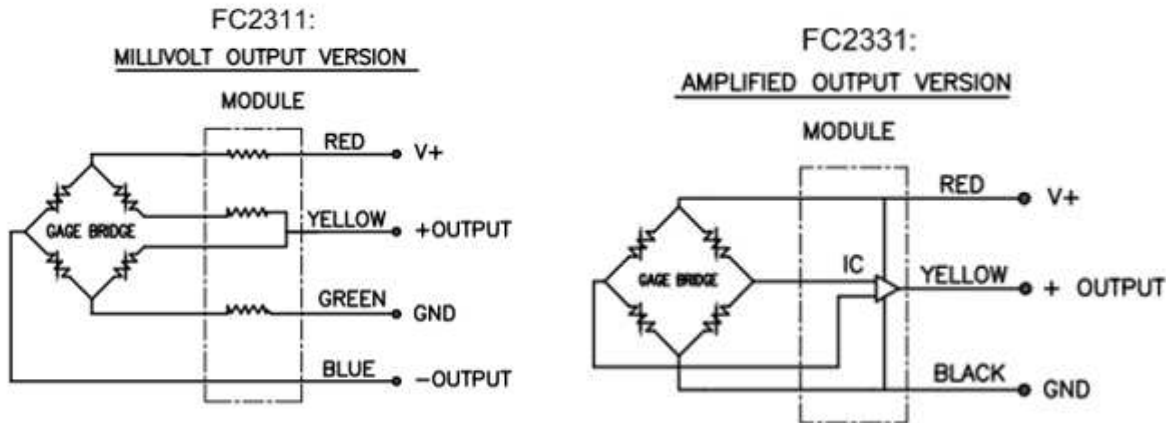 FC2311:
MILLIVOLT OUTPUT VERSION
MODULE
RED
V+
GAGE BRIDGE
YELLOW
+OUTPUT
GREEN
GND
BLUE
-OUTPUT
FC2331:
AMPLIFIED OUTPUT VERSION
MODULE
RED
V+
GAGE BRIDGE
IC
YELLOW
+ OUTPUT
BLACK
GND